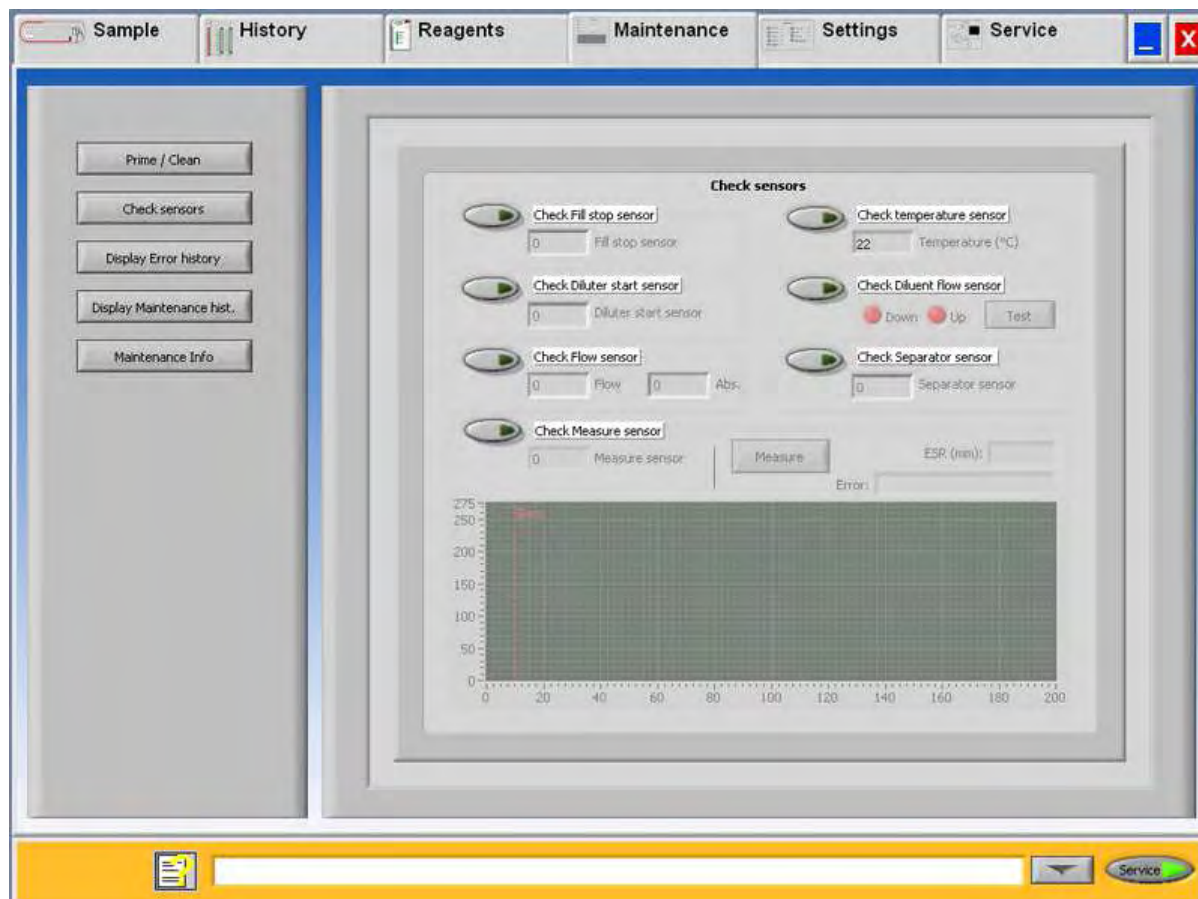 Sample History Reagents Maintenance Settings Service _ X
Prime / Clean
Check sensors
Display Error history
Display Maintenance hist.
Maintenance Info
Check sensors
Check Fill stop sensor
0 Fill stop sensor
Check Diluter start sensor
0 Diluter start sensor
Check Flow sensor
0 Flow 0 Abs.
Check Measure sensor
0 Measure sensor
Check temperature sensor
22 Temperature (°C)
Check Diluent flow sensor
Down Up Test
Check Separator sensor
0 Separator sensor
Measure ESR (mm):
Error:
275
250
200
150
100
50
0
0 20 40 60 80 100 120 140 160 180 200
Service